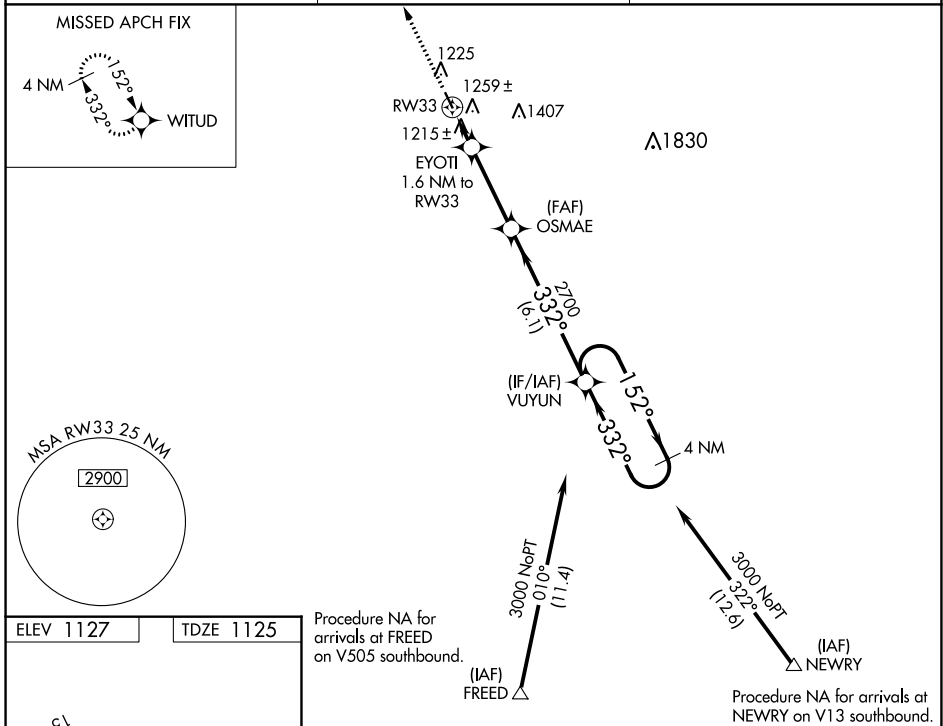 MISSED APCH FIX
4 NM
152°
332°
WITUD
1225
1259 ±
RW33
1407
1215 ±
1830
EYOTI
1.6 NM to
RW33
(FAF)
OSMAE
2700
332°
(6.1)
(IF/IAF)
VUYUN
152°
332°
4 NM
MSA RW33 25 NM
2900
3000 NoPT
010°
(11.4)
3000 NoPT
322°
(12.6)
ELEV 1127
TDZE 1125
Procedure NA for
arrivals at FREED
on V505 southbound.
(IAF)
FREED
(IAF)
NEWRY
Procedure NA for arrivals at
NEWRY on V13 southbound.